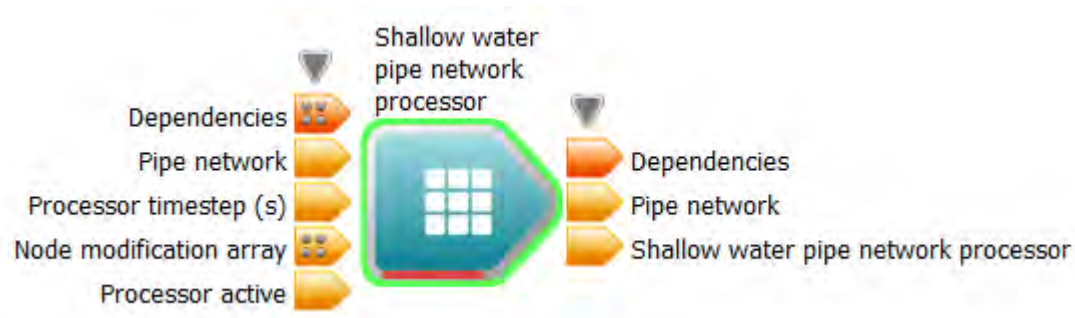 Shallow water
pipe network
processor
Dependencies
Pipe network
Processor timestep (s)
Node modification array
Processor active
Dependencies
Pipe network
Shallow water pipe network processor